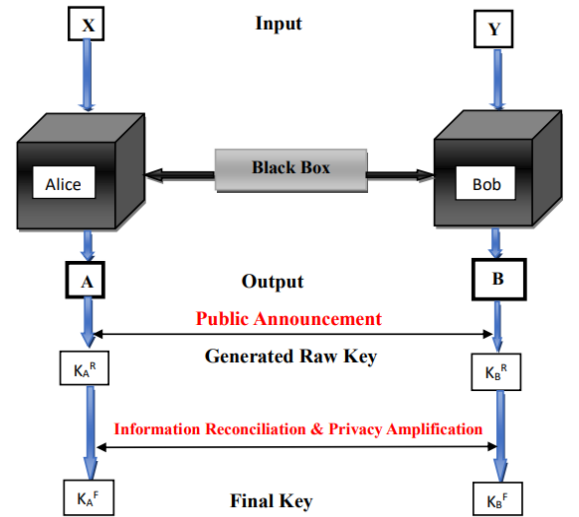 X Input Y
Alice Black Box Bob
A Output B
Public Announcement
Generated Raw Key
K_A^R K_B^R
Information Reconciliation & Privacy Amplification
K_A^F Final Key K_B^F